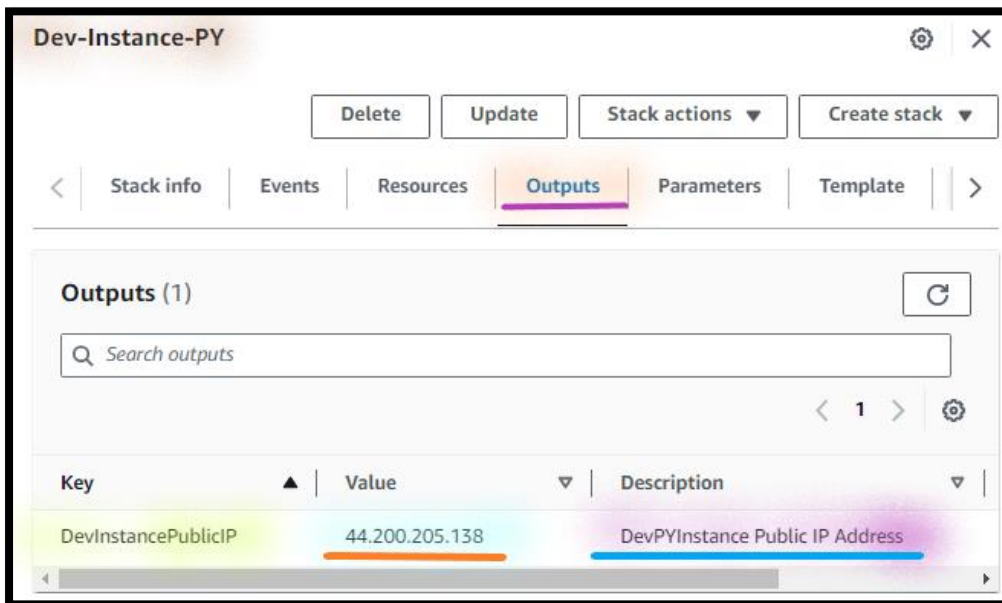 Dev-Instance-PY
Delete Update Stack actions Create stack
Stack info Events Resources Outputs Parameters Template
Outputs (1)
Search outputs
1
Key Value Description
DevInstancePublicIP 44.200.205.138 DevPYInstance Public IP Address